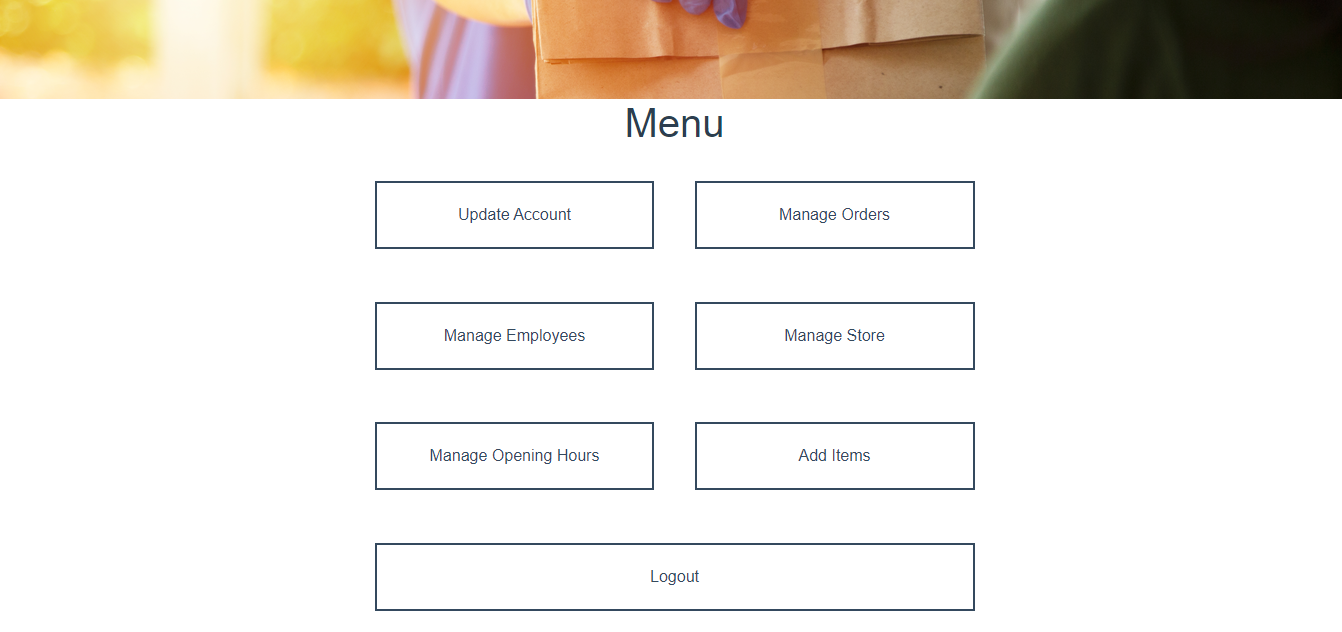 Menu
Update Account
Manage Orders
Manage Employees
Manage Store
Manage Opening Hours
Add Items
Logout